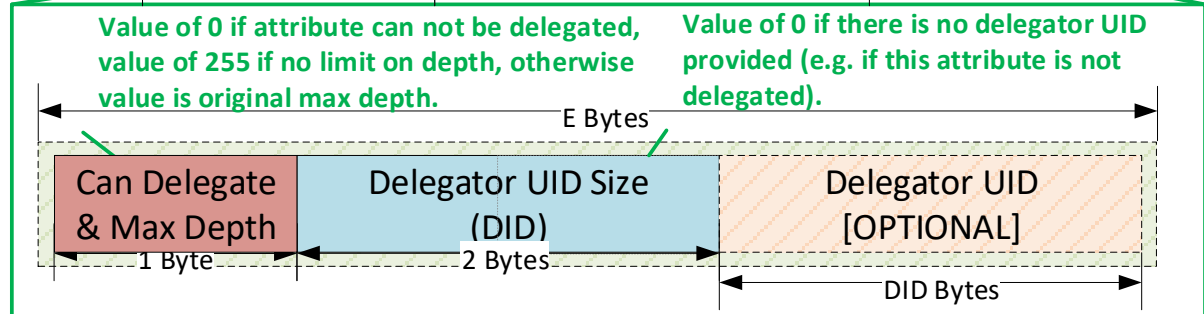 Value of 0 if attribute can not be delegated,
value of 255 if no limit on depth, otherwise
value is original max depth.
Value of 0 if there is no delegator UID
provided (e.g. if this attribute is not
delegated).
E Bytes
Can Delegate
& Max Depth
Delegator UID Size
(DID)
Delegator UID
[OPTIONAL]
1 Byte
2 Bytes
DID Bytes